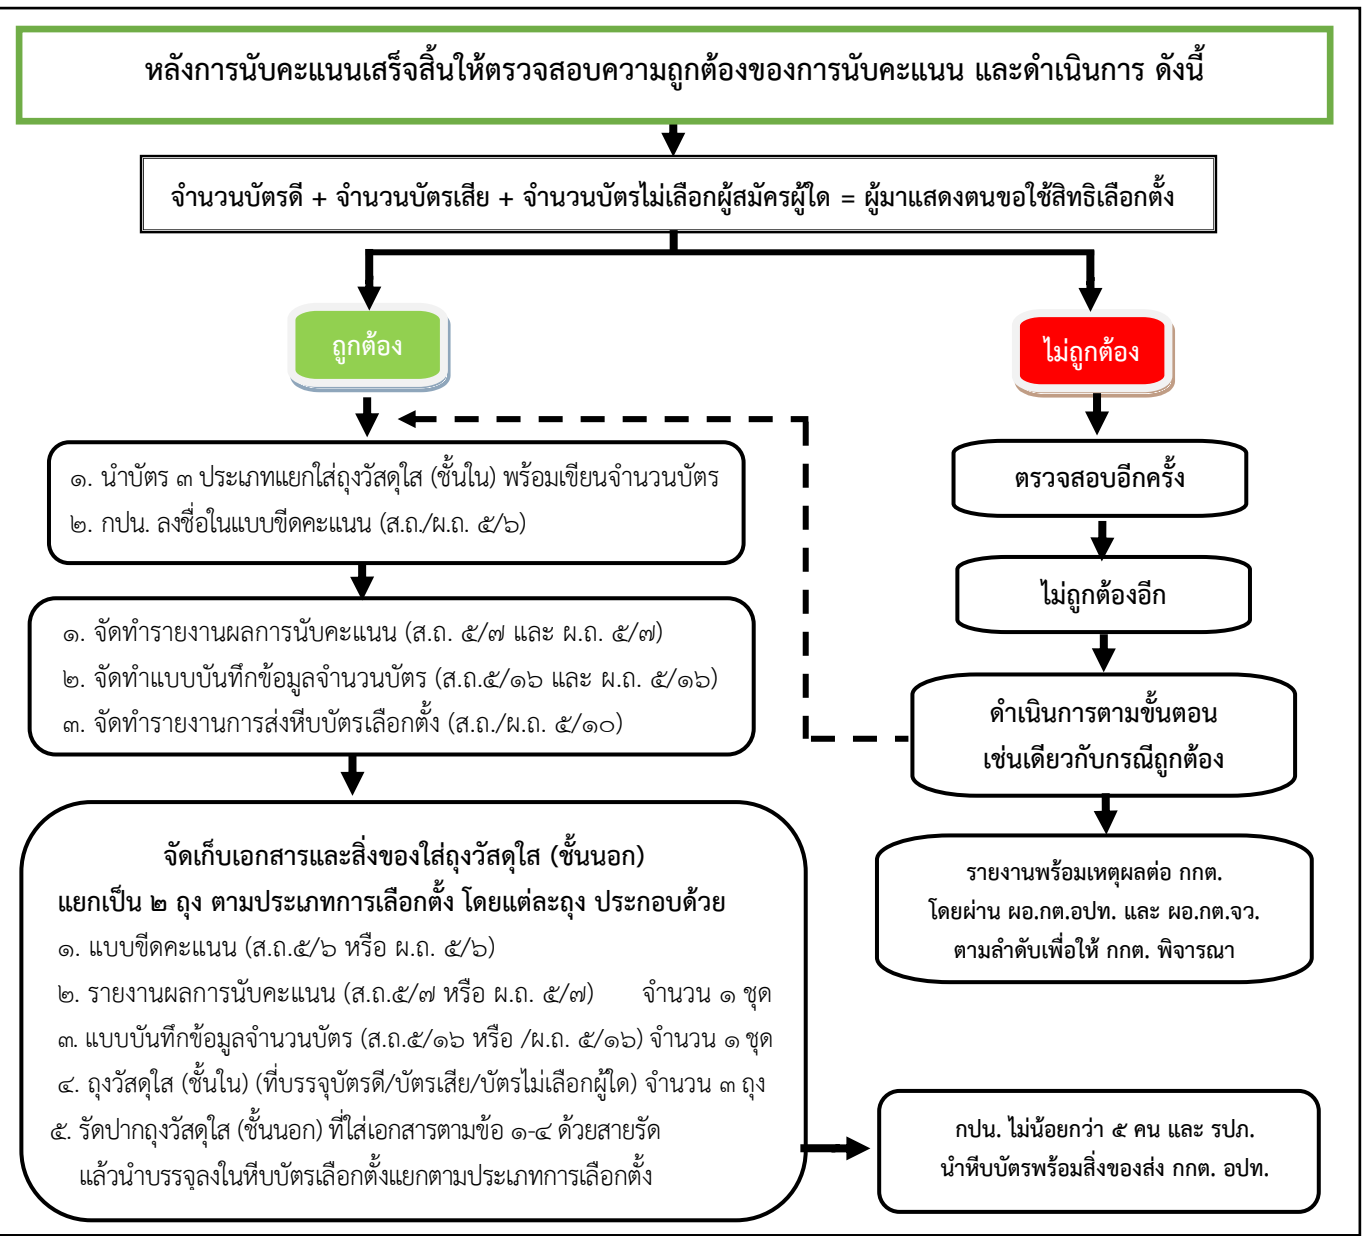 หลังการนับคะแนนเสร็จสิ้นให้ตรวจสอบความถูกต้องของการนับคะแนน และดำเนินการ ดังนี้
จำนวนบัตรดี + จำนวนบัตรเสีย + จำนวนบัตรไม่เลือกผู้สมัครผู้ใด = ผู้มาแสดงตนขอใช้สิทธิเลือกตั้ง
ถูกต้อง
๑. นำบัตร ๓ ประเภทแยกใส่ถุงวัสดุใส (ชั้นใน) พร้อมเขียนจำนวนบัตร
๒. กปน. ลงชื่อในแบบขีดคะแนน (ส.ถ./ผ.ถ. ๕/๖)
๑. จัดทำรายงานผลการนับคะแนน (ส.ถ. ๕/๗ และ ผ.ถ. ๕/๗)
๒. จัดทำแบบบันทึกข้อมูลจำนวนบัตร (ส.ถ.๕/๑๖ และ ผ.ถ. ๕/๑๖)
๓. จัดทำรายงานการส่งหีบบัตรเลือกตั้ง (ส.ถ./ผ.ถ. ๕/๑๐)
จัดเก็บเอกสารและสิ่งของใส่ถุงวัสดุใส (ชั้นนอก)
แยกเป็น ๒ ถุง ตามประเภทการเลือกตั้ง โดยแต่ละถุง ประกอบด้วย
๑. แบบขีดคะแนน (ส.ถ.๕/๖ หรือ ผ.ถ. ๕/๖)
๒. รายงานผลการนับคะแนน (ส.ถ.๕/๗ หรือ ผ.ถ. ๕/๗) จำนวน ๑ ชุด
๓. แบบบันทึกข้อมูลจำนวนบัตร (ส.ถ.๕/๑๖ หรือ /ผ.ถ. ๕/๑๖) จำนวน ๑ ชุด
๔. ถุงวัสดุใส (ชั้นใน) (ที่บรรจุบัตรดี/บัตรเสีย/บัตรไม่เลือกผู้ใด) จำนวน ๓ ถุง
๕. รัดปากถุงวัสดุใส (ชั้นนอก) ที่ใส่เอกสารตามข้อ ๑-๔ ด้วยสายรัด
แล้วนำบรรจุลงในหีบบัตรเลือกตั้งแยกตามประเภทการเลือกตั้ง
ไม่ถูกต้อง
ตรวจสอบอีกครั้ง
ไม่ถูกต้องอีก
ดำเนินการตามขั้นตอน
เช่นเดียวกับกรณีถูกต้อง
รายงานพร้อมเหตุผลต่อ กกต.
โดยผ่าน ผอ.กต.อปท. และ ผอ.กต.จว.
ตามลำดับเพื่อให้ กกต. พิจารณา
กปน. ไม่น้อยกว่า ๕ คน และ รปภ.
นำหีบบัตรพร้อมสิ่งของส่ง กกต. อปท.